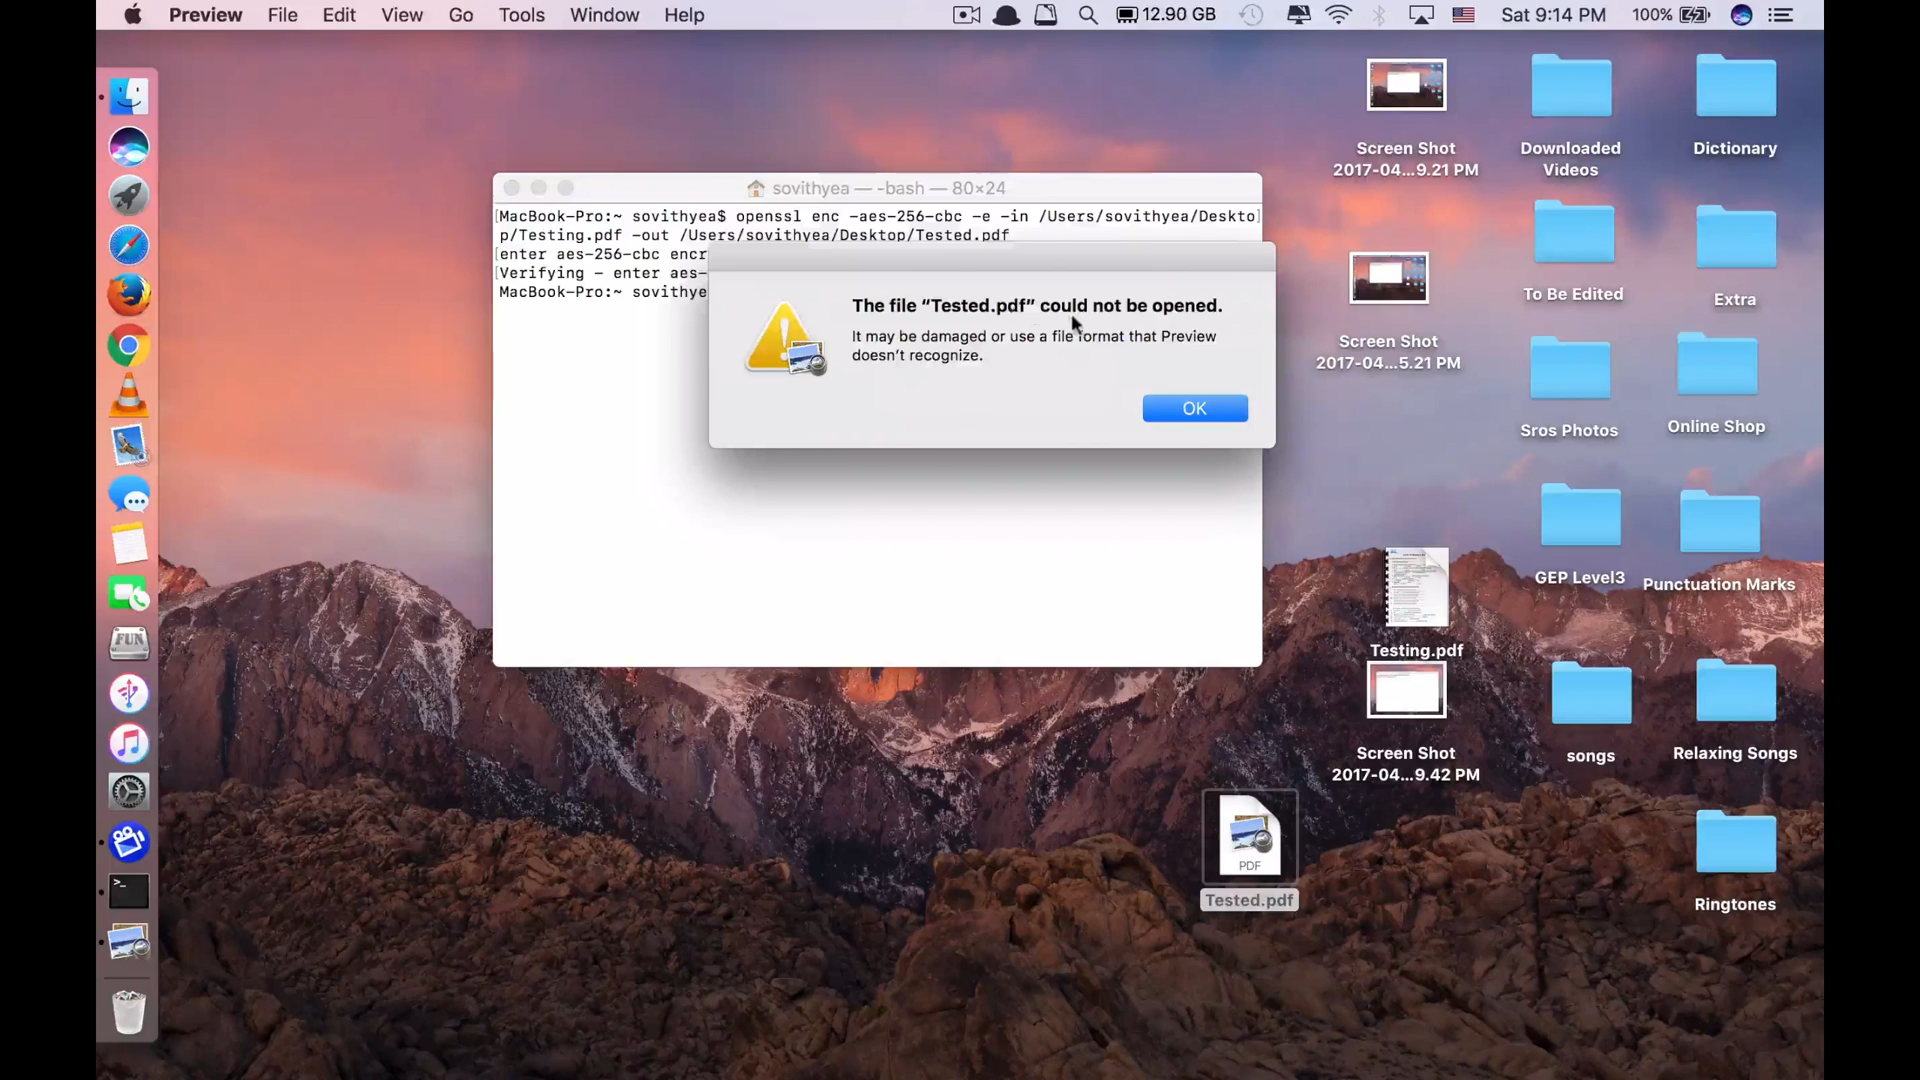 Preview File Edit View Go Tools Window Help 12.90 GB Sat 9:14 PM 100%
sovithyea — -bash — 80×24
[MacBook-Pro:~ sovithyea$ openssl enc -aes-256-cbc -e -in /Users/sovithyea/Deskto]
p/Testing.pdf -out /Users/sovithyea/Desktop/Tested.pdf
[enter aes-256-cbc encr
[Verifying - enter aes-
MacBook-Pro:~ sovithye
The file “Tested.pdf” could not be opened.
It may be damaged or use a file format that Preview
doesn’t recognize.
OK
Screen Shot
2017-04...9.21 PM
Downloaded
Videos
Dictionary
Screen Shot
2017-04...5.21 PM
To Be Edited
Extra
Sros Photos
Online Shop
GEP Level3
Punctuation Marks
Testing.pdf
Screen Shot
2017-04...9.42 PM
songs
Relaxing Songs
PDF
Tested.pdf
Ringtones
FUN
>_